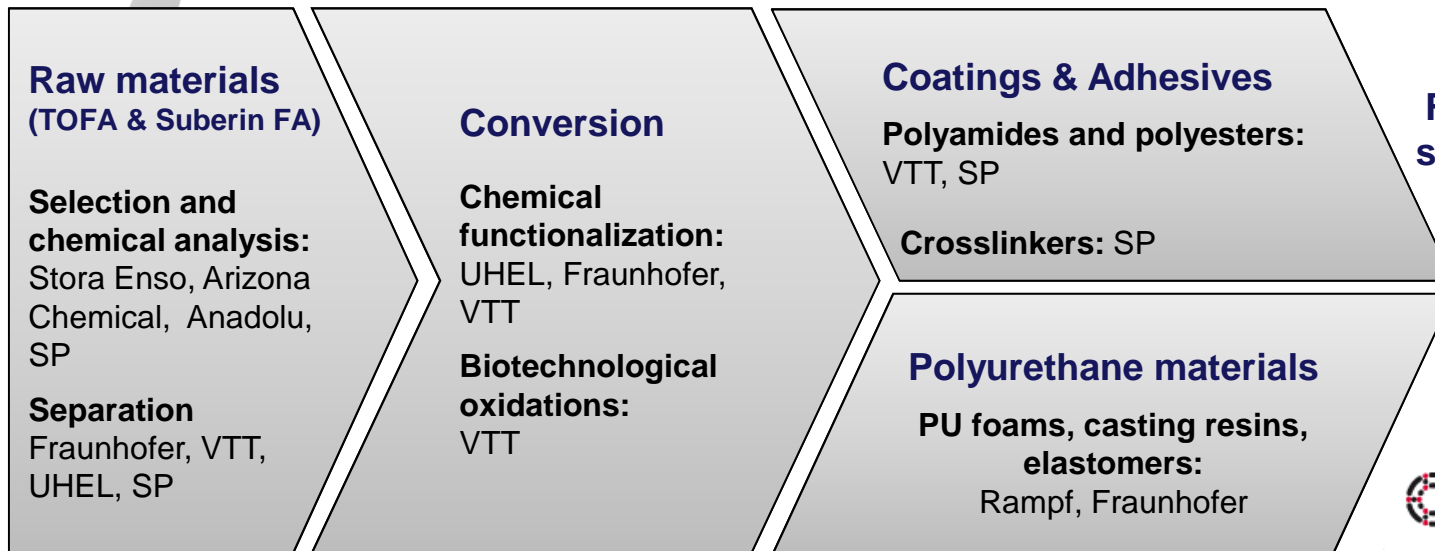 Raw materials
(TOFA & Suberin FA)
Selection and
chemical analysis:
Stora Enso, Arizona
Chemical, Anadolu,
SP
Separation
Fraunhofer, VTT,
UHEL, SP
Conversion
Chemical
functionalization:
UHEL, Fraunhofer,
VTT
Biotechnological
oxidations:
VTT
Coatings & Adhesives
Polyamides and polyesters:
VTT, SP
Crosslinkers: SP
Polyurethane materials
PU foams, casting resins,
elastomers:
Rampf, Fraunhofer